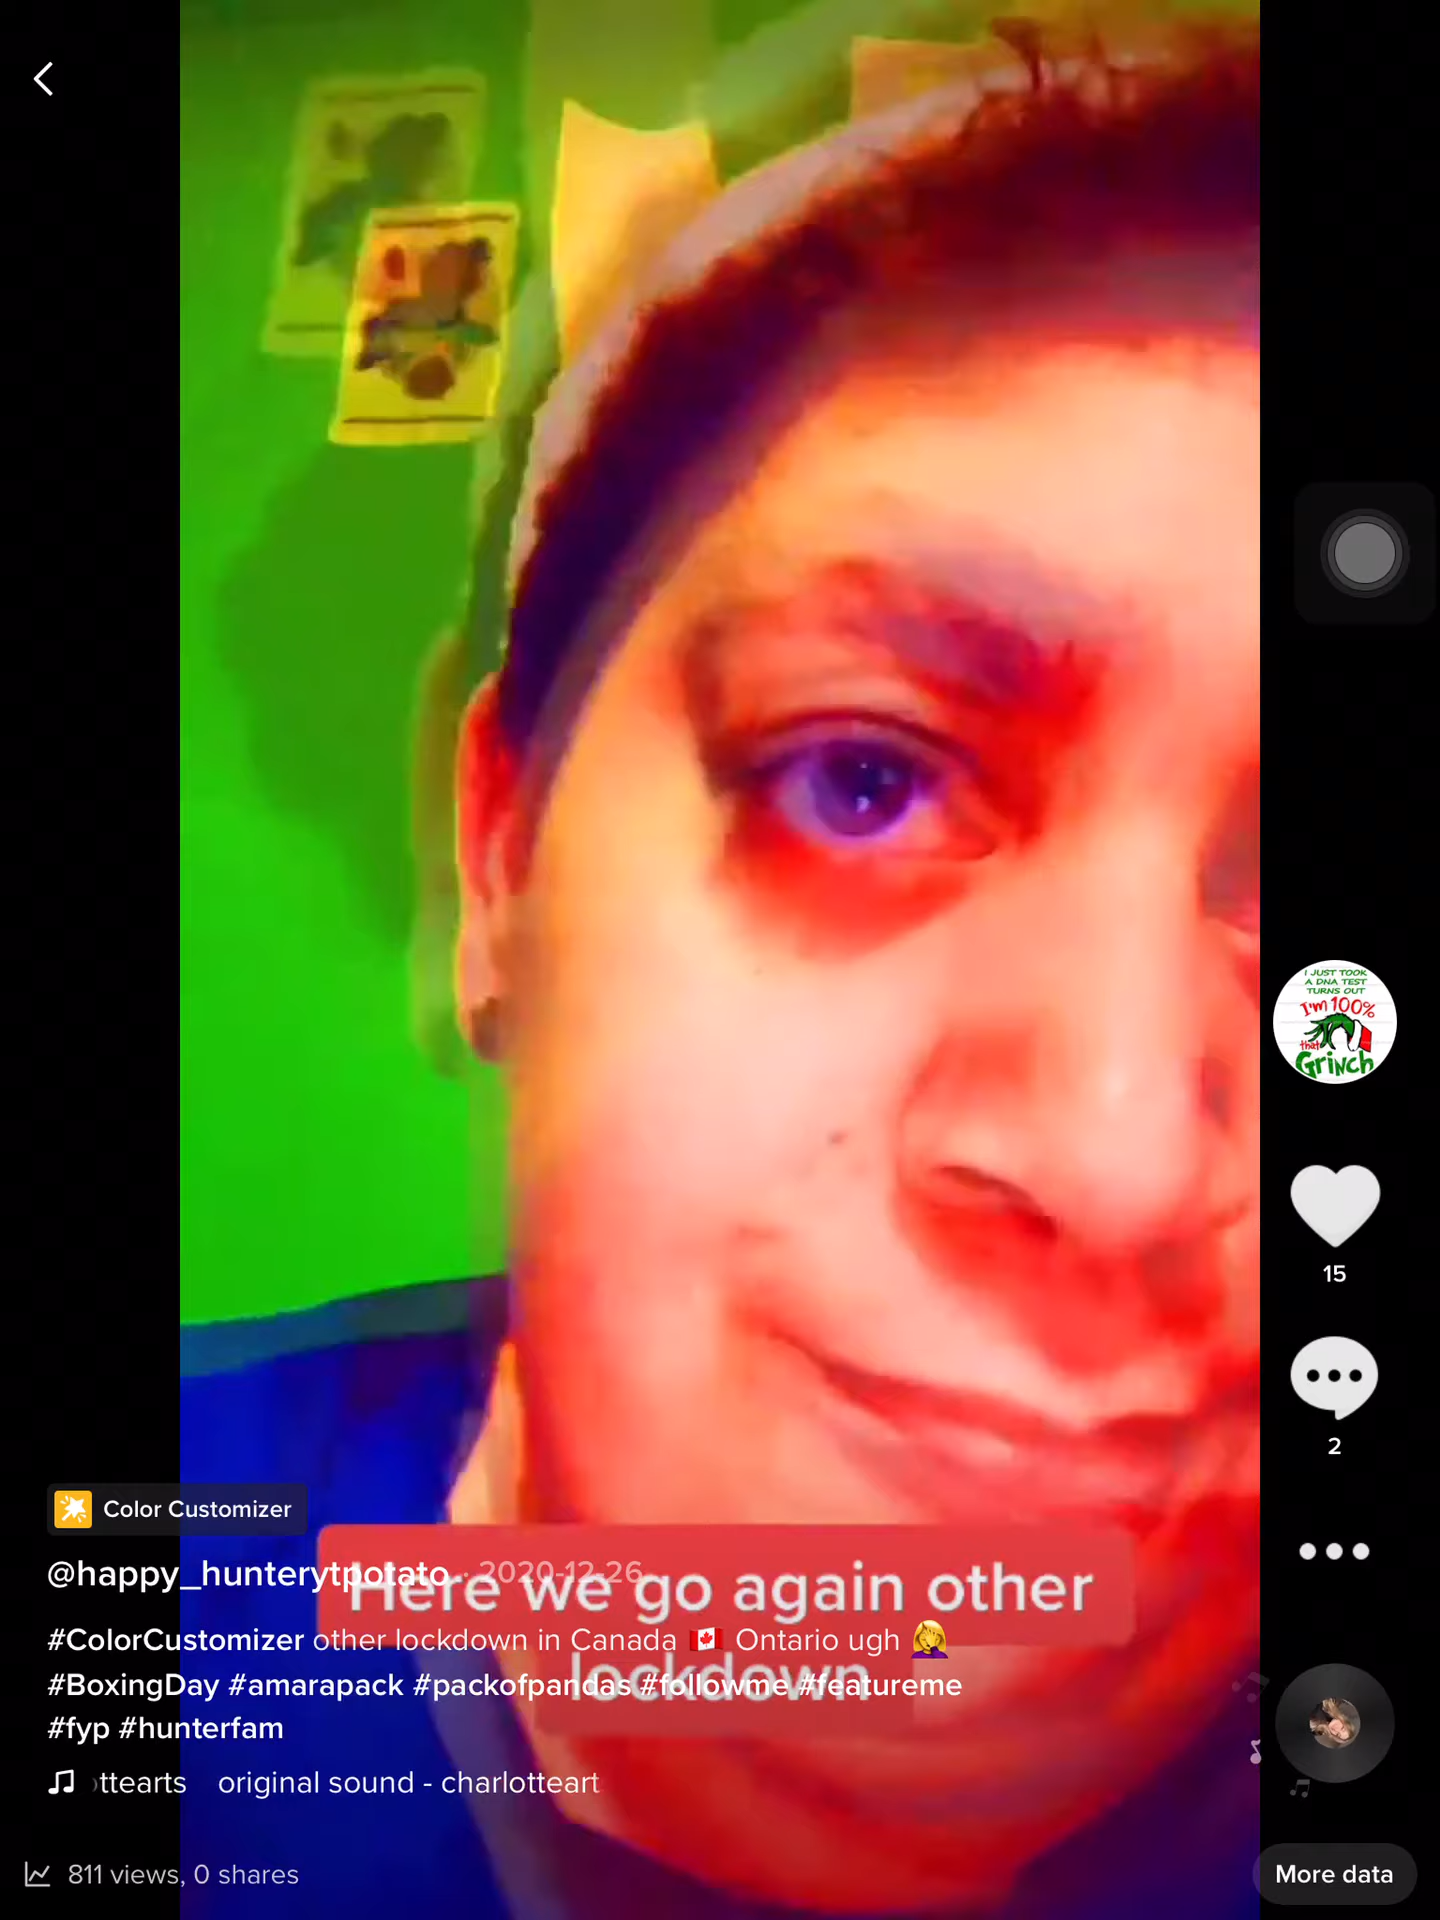 I JUST TOOK
A DNA TEST
TURNS OUT
I'm 100%
that
Grinch
15
2
Color Customizer
@happy_hunterytpotato · 2020-12-26
Here we go again other
lockdown
#ColorCustomizer other lockdown in Canada 🇨🇦 Ontario ugh 🤦‍♀️
#BoxingDay #amarapack #packofpandas #followme #featureme
#fyp #hunterfam
ttearts original sound - charlotteart
811 views, 0 shares
More data